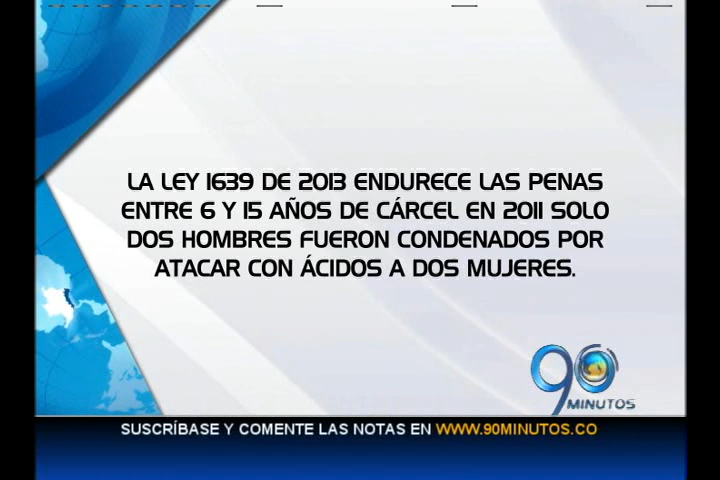 LA LEY 1639 DE 2013 ENDURECE LAS PENAS
ENTRE 6 Y 15 AÑOS DE CÁRCEL EN 2011 SOLO
DOS HOMBRES FUERON CONDENADOS POR
ATACAR CON ÁCIDOS A DOS MUJERES.
90
MINUTOS
SUSCRÍBASE Y COMENTE LAS NOTAS EN WWW.90MINUTOS.CO